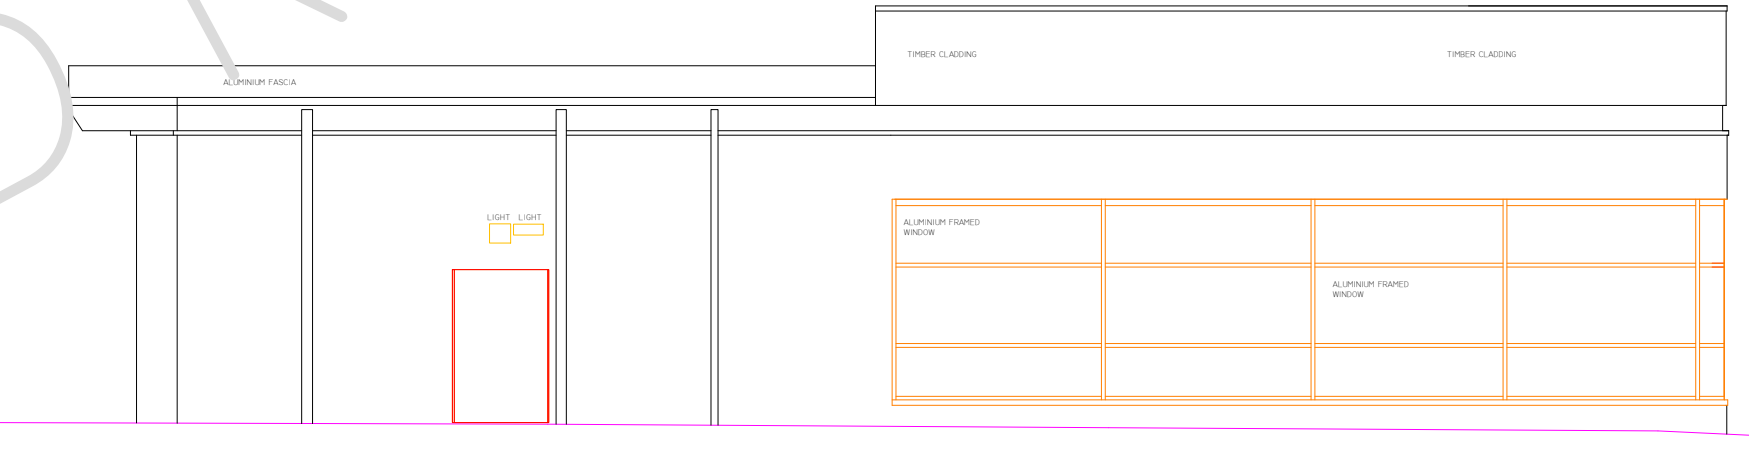 TIMBER CLADDING
TIMBER CLADDING
ALUMINIUM FASCIA
LIGHT
LIGHT
ALUMINIUM FRAMED
WINDOW
ALUMINIUM FRAMED
WINDOW